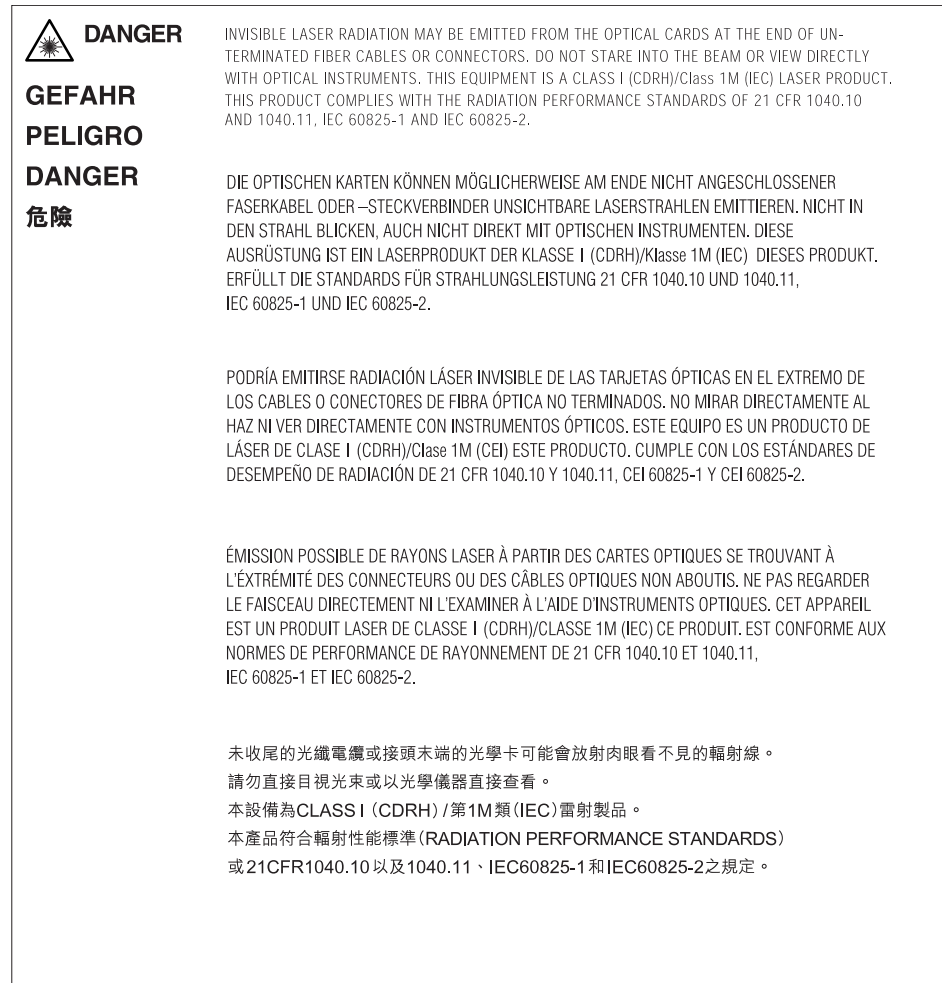 DANGER
GEFAHR
PELIGRO
DANGER
危險
INVISIBLE LASER RADIATION MAY BE EMITTED FROM THE OPTICAL CARDS AT THE END OF UN-
TERMINATED FIBER CABLES OR CONNECTORS. DO NOT STARE INTO THE BEAM OR VIEW DIRECTLY
WITH OPTICAL INSTRUMENTS. THIS EQUIPMENT IS A CLASS I (CDRH)/Class 1M (IEC) LASER PRODUCT.
THIS PRODUCT COMPLIES WITH THE RADIATION PERFORMANCE STANDARDS OF 21 CFR 1040.10
AND 1040.11, IEC 60825-1 AND IEC 60825-2.
DIE OPTISCHEN KARTEN KÖNNEN MÖGLICHERWEISE AM ENDE NICHT ANGESCHLOSSENER
FASERKABEL ODER –STECKVERBINDER UNSICHTBARE LASERSTRAHLEN EMITTIEREN. NICHT IN
DEN STRAHL BLICKEN, AUCH NICHT DIREKT MIT OPTISCHEN INSTRUMENTEN. DIESE
AUSRÜSTUNG IST EIN LASERPRODUKT DER KLASSE I (CDRH)/Klasse 1M (IEC) DIESES PRODUKT.
ERFÜLLT DIE STANDARDS FÜR STRAHLUNGSLEISTUNG 21 CFR 1040.10 UND 1040.11,
IEC 60825-1 UND IEC 60825-2.
PODRÍA EMITIRSE RADIACIÓN LÁSER INVISIBLE DE LAS TARJETAS ÓPTICAS EN EL EXTREMO DE
LOS CABLES O CONECTORES DE FIBRA ÓPTICA NO TERMINADOS. NO MIRAR DIRECTAMENTE AL
HAZ NI VER DIRECTAMENTE CON INSTRUMENTOS ÓPTICOS. ESTE EQUIPO ES UN PRODUCTO DE
LÁSER DE CLASE I (CDRH)/Clase 1M (CEI) ESTE PRODUCTO. CUMPLE CON LOS ESTÁNDARES DE
DESEMPEÑO DE RADIACIÓN DE 21 CFR 1040.10 Y 1040.11, CEI 60825-1 Y CEI 60825-2.
ÉMISSION POSSIBLE DE RAYONS LASER À PARTIR DES CARTES OPTIQUES SE TROUVANT À
L'ÉXTRÉMITÉ DES CONNECTEURS OU DES CÂBLES OPTIQUES NON ABOUTIS. NE PAS REGARDER
LE FAISCEAU DIRECTEMENT NI L'EXAMINER À L'AIDE D'INSTRUMENTS OPTIQUES. CET APPAREIL
EST UN PRODUIT LASER DE CLASSE I (CDRH)/CLASSE 1M (IEC) CE PRODUIT. EST CONFORME AUX
NORMES DE PERFORMANCE DE RAYONNEMENT DE 21 CFR 1040.10 ET 1040.11,
IEC 60825-1 ET IEC 60825-2.
未收尾的光纖電纜或接頭末端的光學卡可能會放射肉眼看不見的輻射線。
請勿直接目視光束或以光學儀器直接查看。
本設備為CLASS I (CDRH) /第1M類(IEC)雷射製品。
本產品符合輻射性能標準(RADIATION PERFORMANCE STANDARDS)
或21CFR1040.10以及1040.11、IEC60825-1和IEC60825-2之規定。